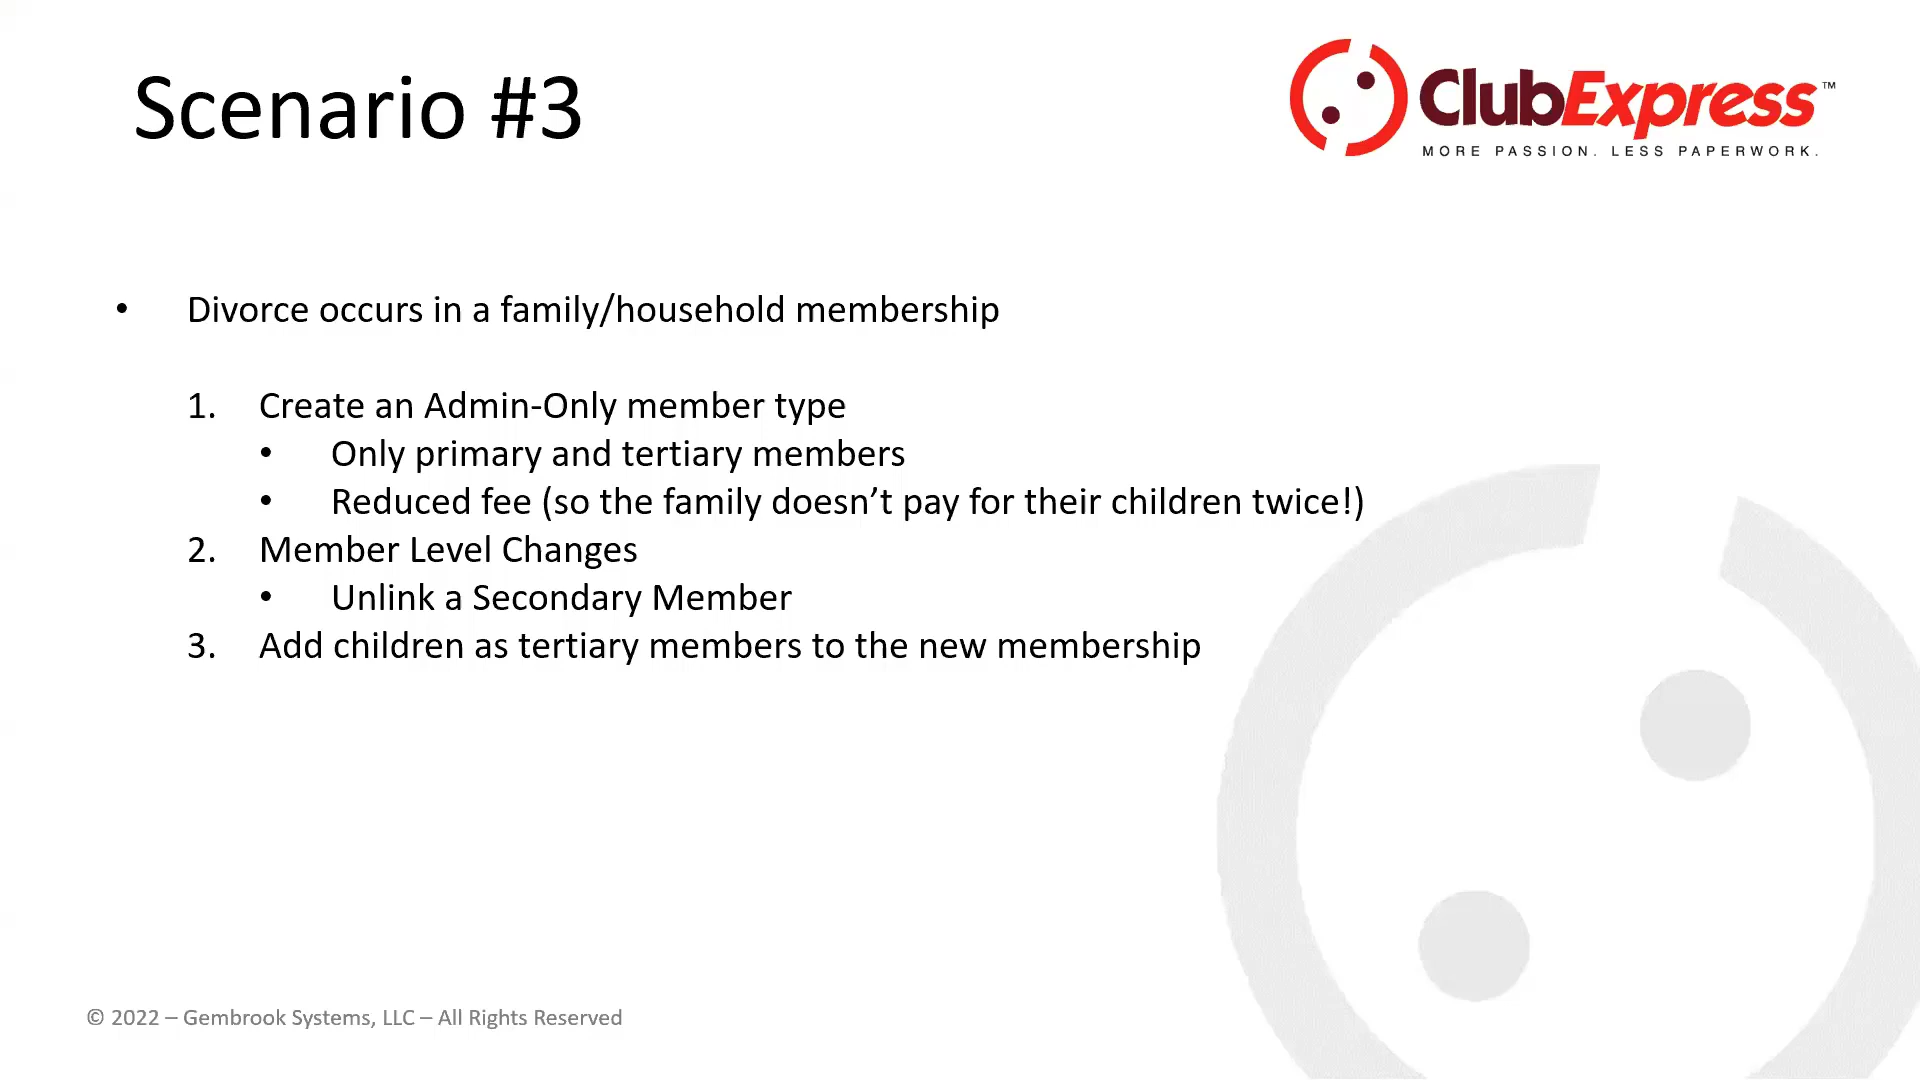 Scenario #3
ClubExpress™
MORE PASSION. LESS PAPERWORK.
• Divorce occurs in a family/household membership
1. Create an Admin-Only member type
• Only primary and tertiary members
• Reduced fee (so the family doesn’t pay for their children twice!)
2. Member Level Changes
• Unlink a Secondary Member
3. Add children as tertiary members to the new membership
© 2022 – Gembrook Systems, LLC – All Rights Reserved